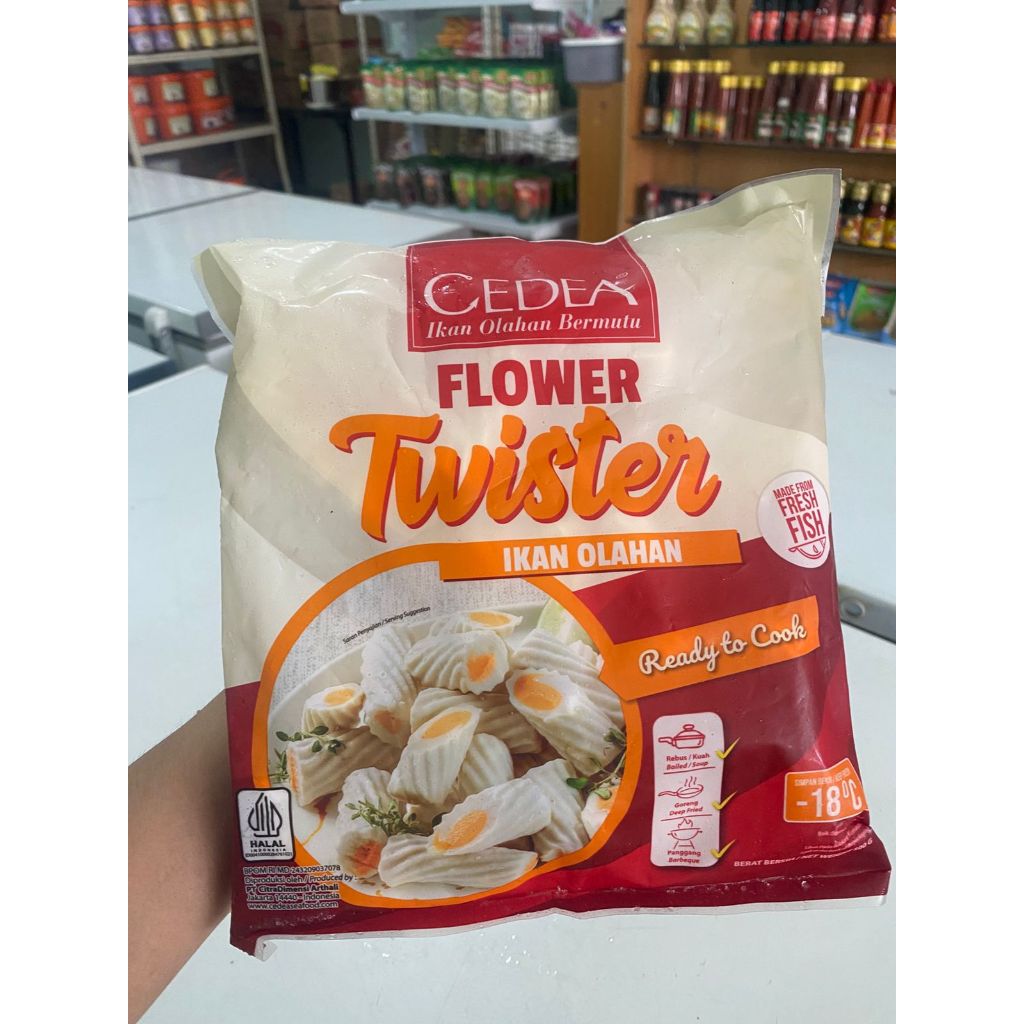 CEDEA
Ikan Olahan Bermutu
FLOWER
Twister
IKAN OLAHAN
MADE FROM
FRESH
FISH
Saran Penyajian / Serving Suggestion
Ready to Cook
Rebus / Kuah
Boiled / Soup
Goreng
Deep Fried
Panggang
Barbeque
SIMPAN
-18°C
HALAL
INDONESIA
BPOM RI MD 243209037078
Diproduksi oleh / Produced by :
PT CitraDimensi Arthali
Jakarta 14440 - Indonesia
www.cedeaseafood.com
BERAT BERSIH / NET